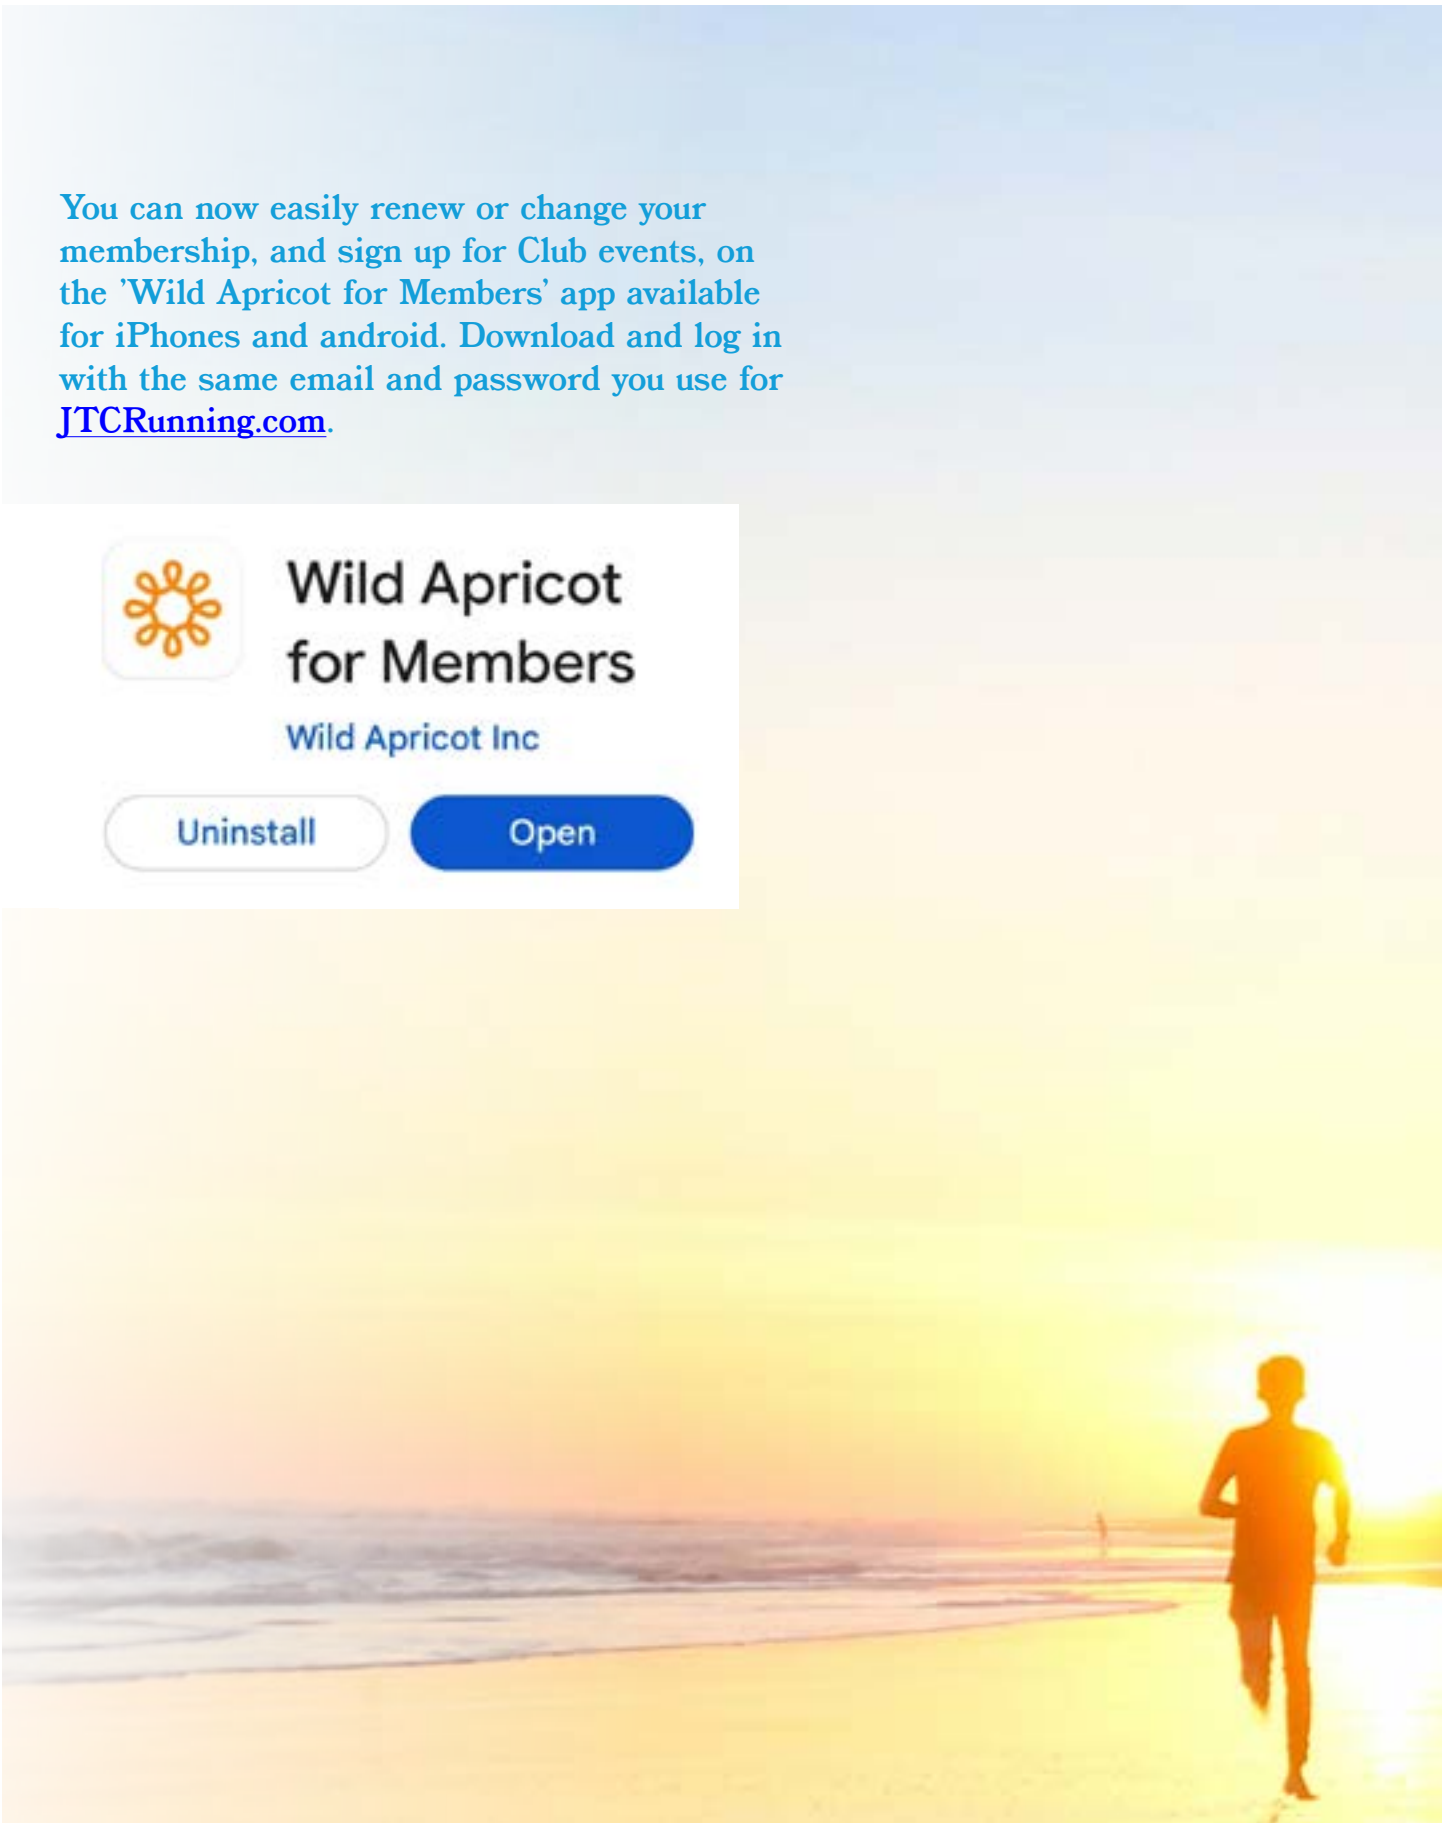 You can now easily renew or change your
membership, and sign up for Club events, on
the 'Wild Apricot for Members' app available
for iPhones and android. Download and log in
with the same email and password you use for
JTCRunning.com.
Wild Apricot
for Members
Wild Apricot Inc
Uninstall
Open